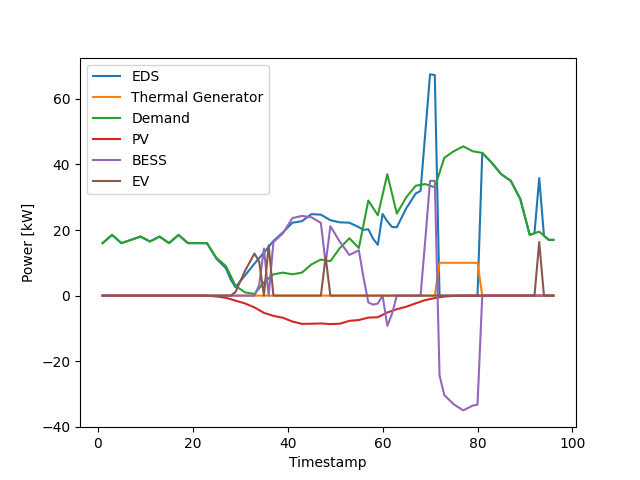 EDS
Thermal Generator
Demand
PV
BESS
EV
60
40
20
0
−20
−40
Power [kW]
0 20 40 60 80 100
Timestamp